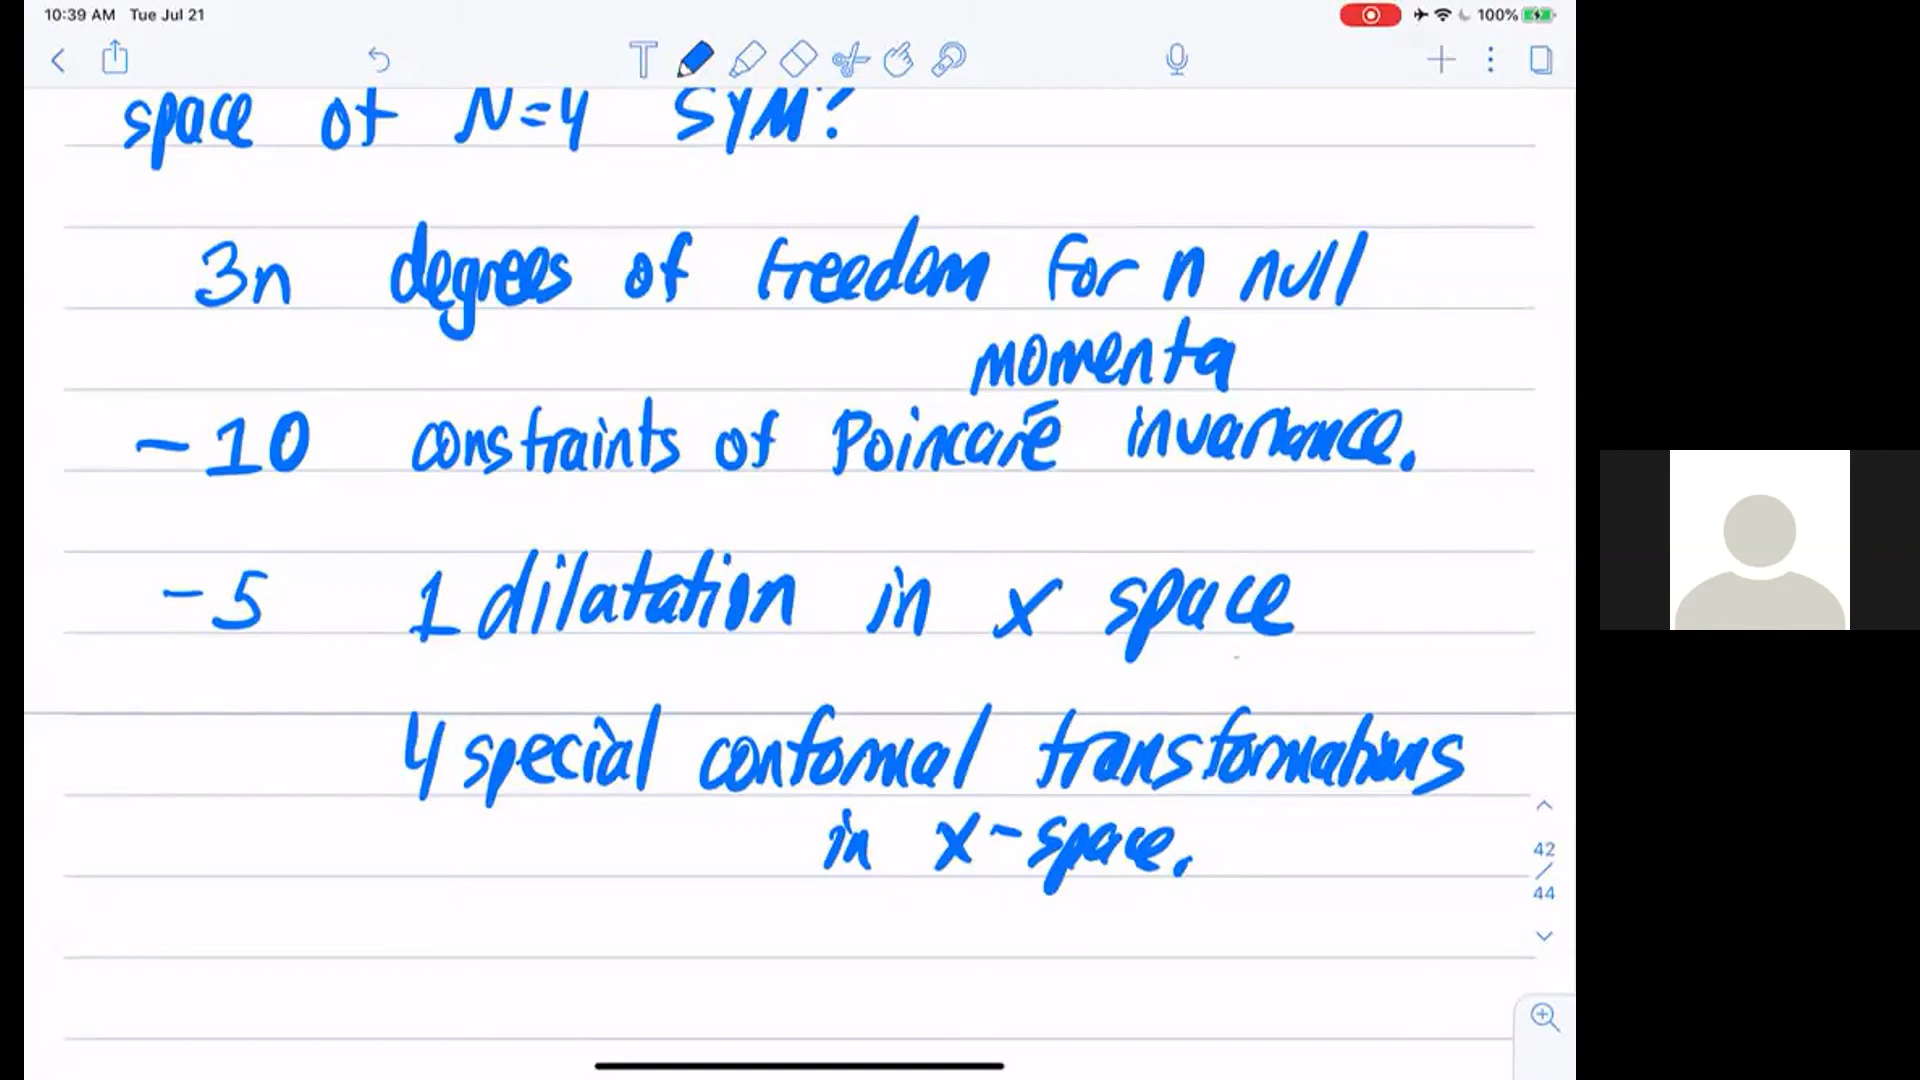 10:39 AM Tue Jul 21
100%
T
space of N=4 SYM?
3n degrees of freedom for n null
momenta
-10 constraints of Poincaré invariance.
-5 1 dilatation in x space
4 special conformal transformations
in x-space.
42
/
44